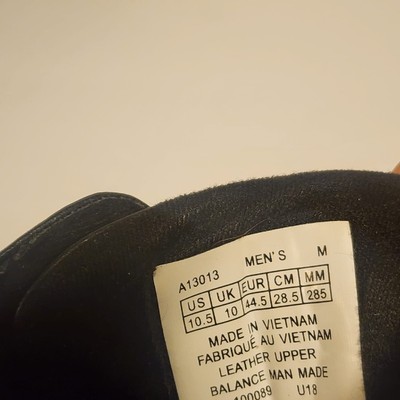 A13013 MEN'S M
US UK EUR CM MM
10.5 10 44.5 28.5 285
MADE IN VIETNAM
FABRIQUÉ AU VIETNAM
LEATHER UPPER
BALANCE MAN MADE
100089 U18